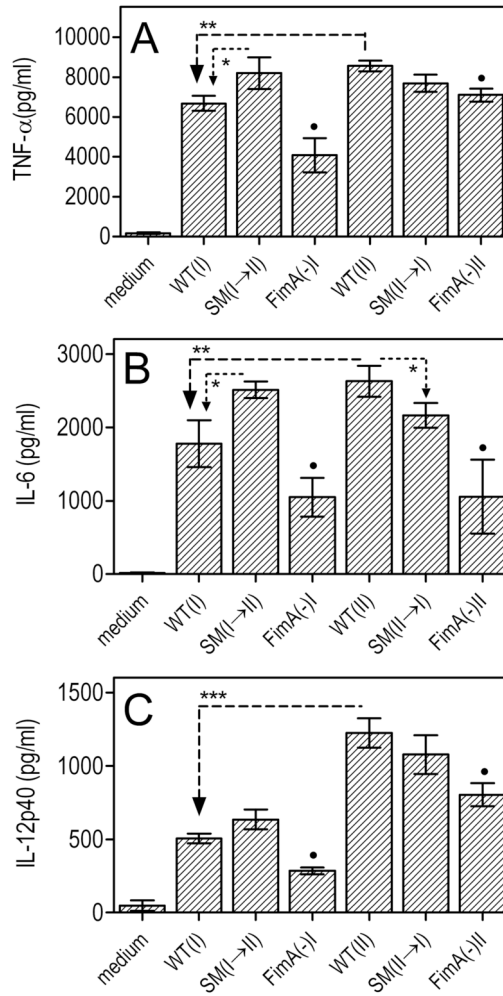 A
**
*
TNF-α(pg/ml)
10000
8000
6000
4000
2000
0
medium
WT(I)
SM(I→II)
FimA(-)I
WT(II)
SM(II→I)
FimA(-)II
B
**
*
*
IL-6 (pg/ml)
3000
2000
1000
0
medium
WT(I)
SM(I→II)
FimA(-)I
WT(II)
SM(II→I)
FimA(-)II
C
***
IL-12p40 (pg/ml)
1500
1000
500
0
medium
WT(I)
SM(I→II)
FimA(-)I
WT(II)
SM(II→I)
FimA(-)II